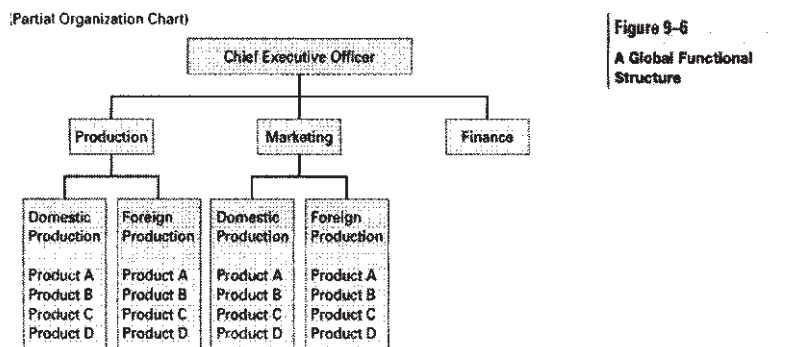 (Partial Organization Chart)
Figure 9–6
A Global Functional
Structure
Chief Executive Officer
Production
Marketing
Finance
Domestic
Production
Product A
Product B
Product C
Product D
Foreign
Production
Product A
Product B
Product C
Product D
Domestic
Production
Product A
Product B
Product C
Product D
Foreign
Production
Product A
Product B
Product C
Product D